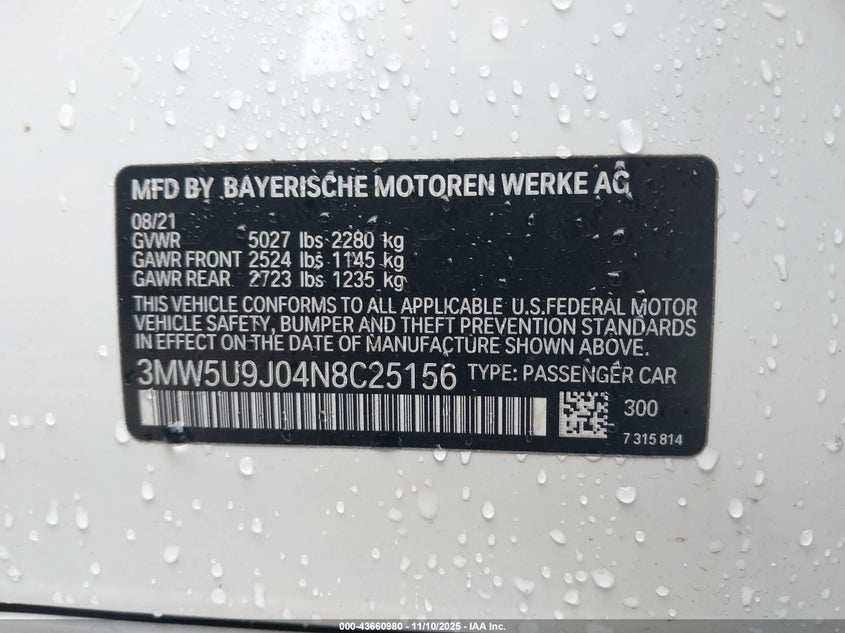 MFD BY BAYERISCHE MOTOREN WERKE AG
08/21
GVWR 5027 lbs 2280 kg
GAWR FRONT 2524 lbs 1145 kg
GAWR REAR 2723 lbs 1235 kg
THIS VEHICLE CONFORMS TO ALL APPLICABLE U.S.FEDERAL MOTOR
VEHICLE SAFETY, BUMPER AND THEFT PREVENTION STANDARDS
IN EFFECT ON THE DATE OF MANUFACTURE SHOWN ABOVE.
3MW5U9J04N8C25156 TYPE: PASSENGER CAR
300
7 315 814
000-43660980 - 11/10/2025 - IAA Inc.